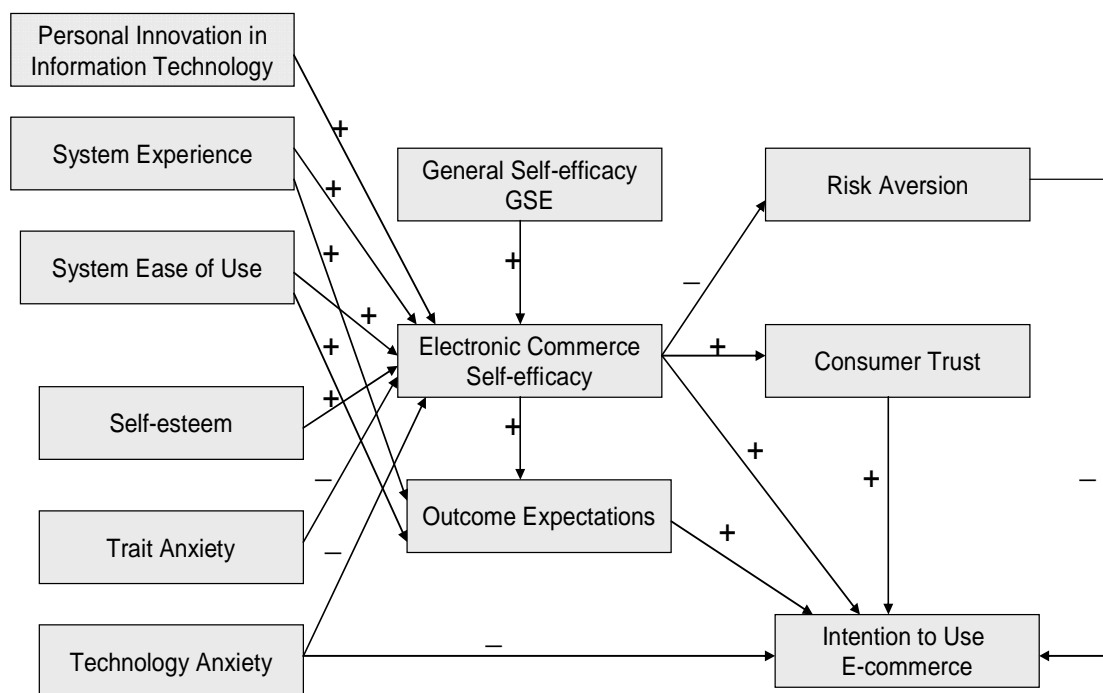 Personal Innovation in
Information Technology
+
System Experience
+
General Self-efficacy
GSE
Risk Aversion
+
System Ease of Use
+
+
–
+
Electronic Commerce
Self-efficacy
+
Consumer Trust
+
Self-esteem
+
+
+
+
–
–
Outcome Expectations
+
Trait Anxiety
–
Technology Anxiety
–
Intention to Use
E-commerce